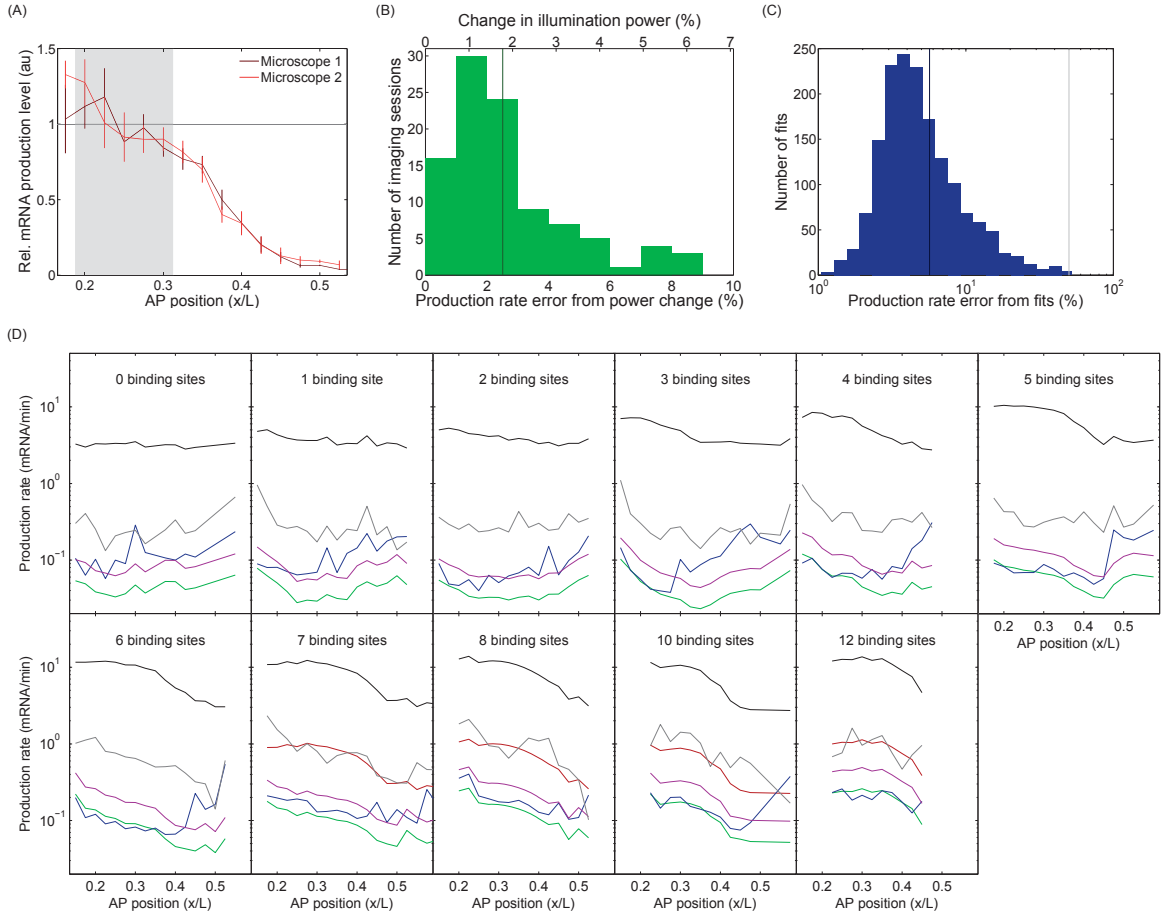 (A)
Rel. mRNA production level (au)
1.5
1
0.5
0
Microscope 1
Microscope 2
0.2 0.3 0.4 0.5
AP position (x/L)
(B)
Change in illumination power (%)
0 1 2 3 4 5 6 7
Number of imaging sessions
30
25
20
15
10
5
0
0 2 4 6 8 10
Production rate error from power change (%)
(C)
Number of fits
250
200
150
100
50
0
10^0 10^1 10^2
Production rate error from fits (%)
(D)
0 binding sites
1 binding site
2 binding sites
3 binding sites
4 binding sites
5 binding sites
Production rate (mRNA/min)
10^1
10^0
10^-1
0.2 0.3 0.4 0.5
AP position (x/L)
6 binding sites
7 binding sites
8 binding sites
10 binding sites
12 binding sites
Production rate (mRNA/min)
10^1
10^0
10^-1
0.2 0.3 0.4 0.5
0.2 0.3 0.4 0.5
0.2 0.3 0.4 0.5
0.2 0.3 0.4 0.5
0.2 0.3 0.4 0.5
AP position (x/L)
AP position (x/L)
AP position (x/L)
AP position (x/L)
AP position (x/L)